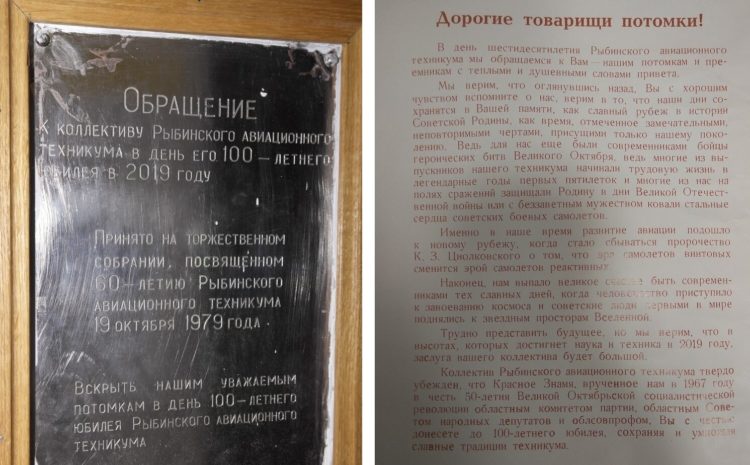 Обращение
к коллективу Рыбинского авиационного
техникума в день его 100-летнего
юбилея в 2019 году
Принято на торжественном
собрании, посвященном
60-летию Рыбинского
авиационного техникума
19 октября 1979 года.
Вскрыть нашим уважаемым
потомкам в день 100-летнего
юбилея Рыбинского авиационного
техникума
Дорогие товарищи потомки!
В день шестидесятилетия Рыбинского авиационного
техникума мы обращаемся к Вам — нашим потомкам и пре-
емникам с теплыми и душевными словами привета.
Мы верим, что оглянувшись назад, Вы с хорошим
чувством вспомните о нас, верим в то, что наши дни со-
хранятся в Вашей памяти, как славный рубеж в истории
Советской Родины, как время, отмеченное замечательными,
неповторимыми чертами, присущими только нашему поко-
лению. Ведь для нас еще были современниками бойцы
героических битв Великого Октября, ведь многие из вы-
пускников нашего техникума начинали трудовую жизнь в
легендарные годы первых пятилеток и многие из нас на
полях сражений защищали Родину в дни Великой Отечест-
венной войны или с беззаветным мужеством ковали стальные
сердца советских боевых самолетов.
Именно в наше время развитие авиации подошло
к новому рубежу, когда стало сбываться пророчество
К. Э. Циолковского о том, что эра самолетов винтовых
сменится эрой самолетов реактивных.
Наконец, нам выпало великое счастье быть современни-
ками тех славных дней, когда человечество приступило
к завоеванию космоса и советские люди первыми в мире
поднялись к звездным просторам Вселенной.
Трудно представить будущее, но мы верим, что в
высотах, которых достигнет наука и техника в 2019 году,
заслуга вашего коллектива будет большой.
Коллектив Рыбинского авиационного техникума твердо
убежден, что Красное Знамя, врученное нам в 1967 году
в честь 50-летия Великой Октябрьской социалистической
революции областным комитетом партии, областным Сове-
том народных депутатов и облсовпрофом, Вы с честью
донесете до 100-летнего юбилея, сохраняя и умножая
славные традиции техникума.